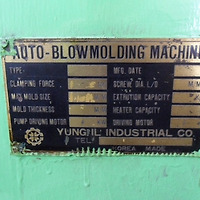 AUTO-BLOWMOLDING MACHINE
TYPE MFG. DATE
CLAMPING FORCE SCREW DIA. L/D
MAX MOLD SIZE EXTRUTION CAPACITY
MOLD THICKNESS HEATER CAPACITY
PUMP DRIVING MOTOR DRIVING MOTOR
YUNGIL INDUSTRIAL CO.
TEL.
KOREA MADE